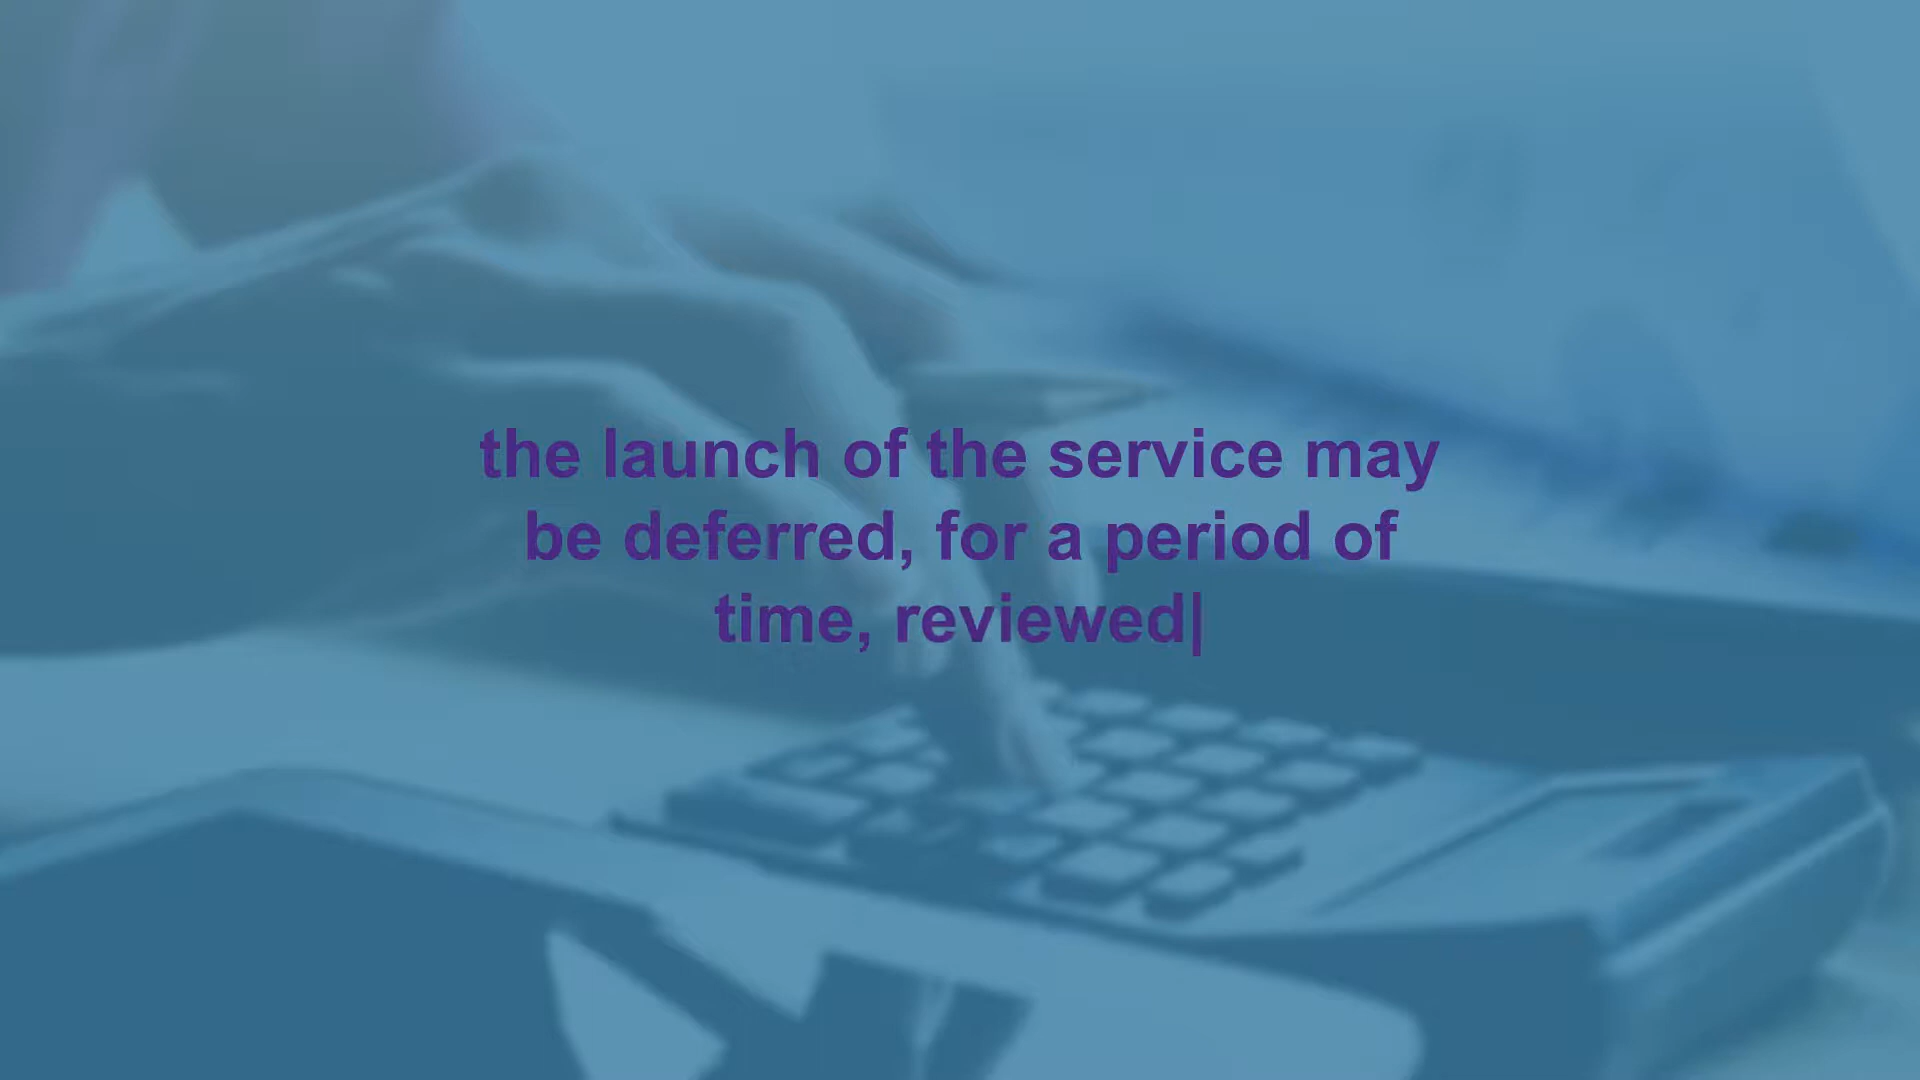 the launch of the service may
be deferred, for a period of
time, reviewed|